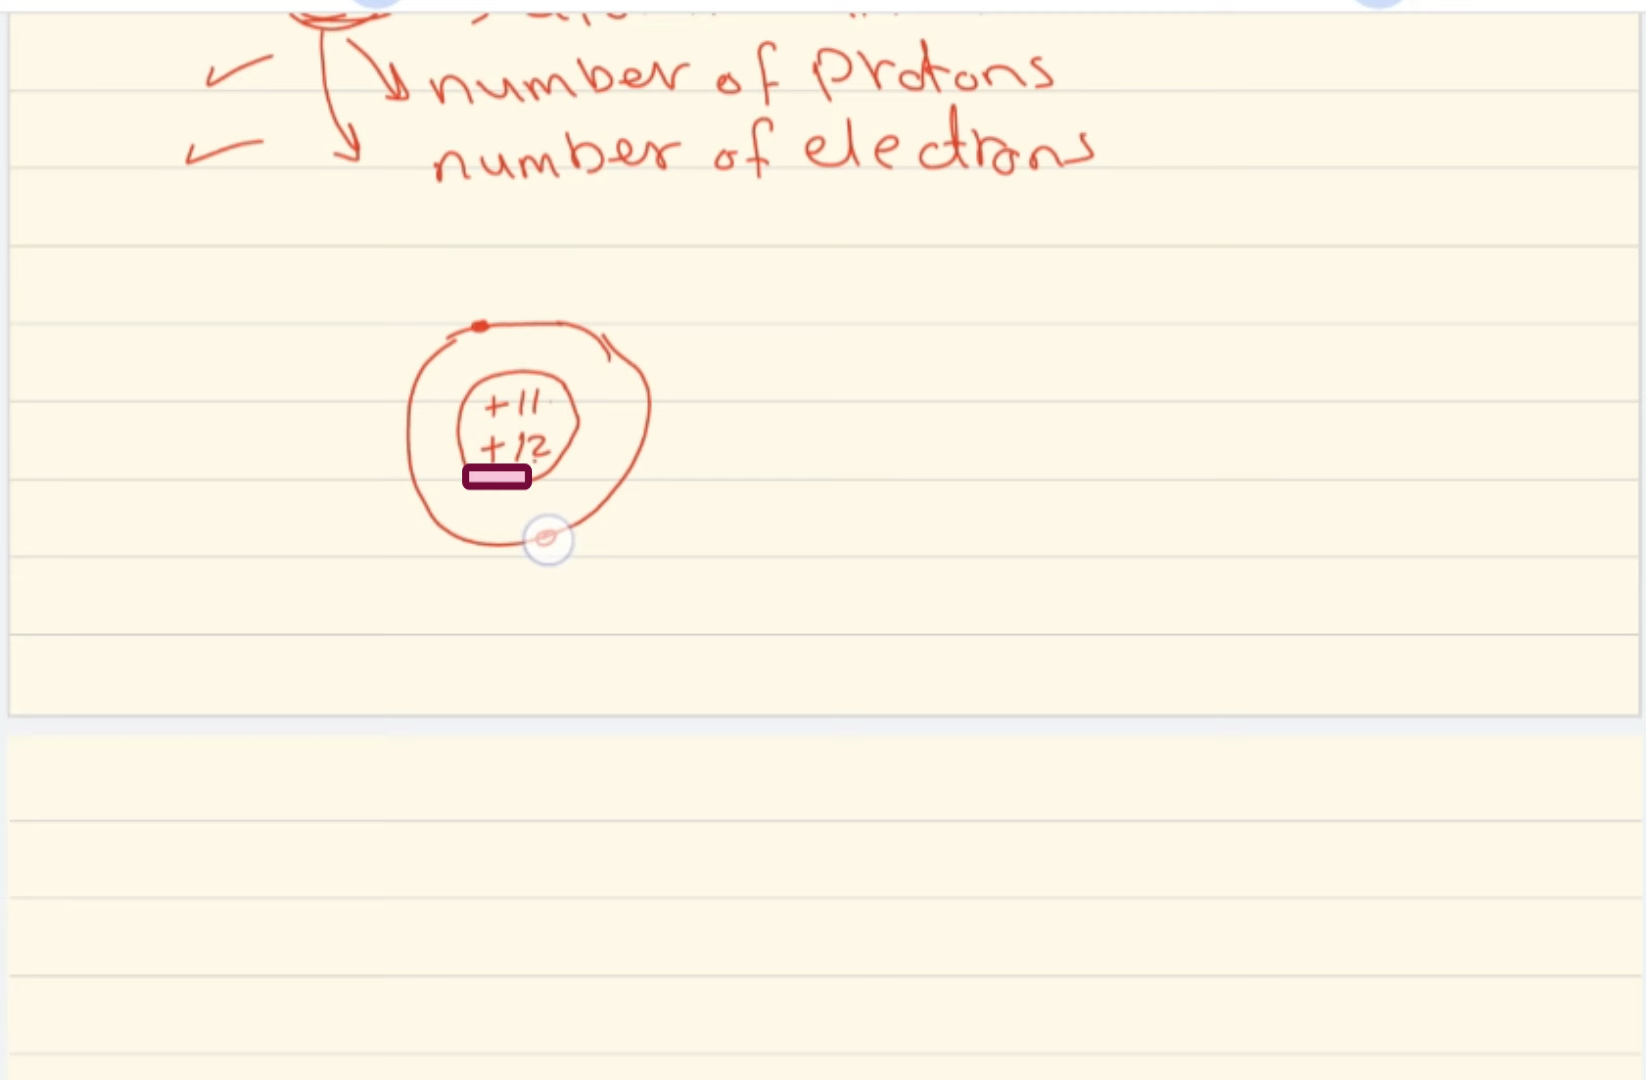 number of protons
number of electrons
+11
+12